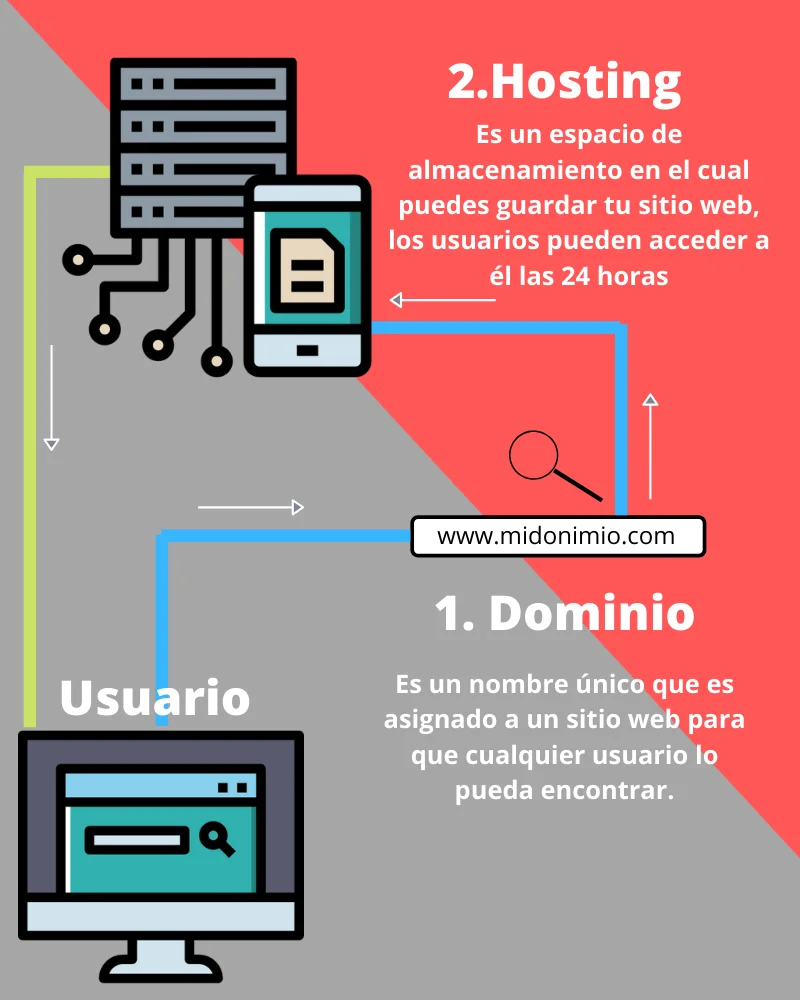 2.Hosting
Es un espacio de
almacenamiento en el cual
puedes guardar tu sitio web,
los usuarios pueden acceder a
él las 24 horas
www.midonimio.com
1. Dominio
Es un nombre único que es
asignado a un sitio web para
que cualquier usuario lo
pueda encontrar.
Usuario